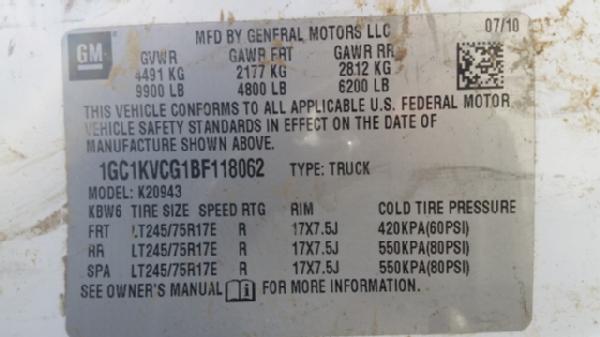 GM
MFD BY GENERAL MOTORS LLC 07/10
GVWR GAWR FRT GAWR RR
4491 KG 2177 KG 2812 KG
9900 LB 4800 LB 6200 LB
THIS VEHICLE CONFORMS TO ALL APPLICABLE U.S. FEDERAL MOTOR
VEHICLE SAFETY STANDARDS IN EFFECT ON THE DATE OF
MANUFACTURE SHOWN ABOVE.
1GC1KVCG1BF118062 TYPE: TRUCK
MODEL: K20943
KBW6 TIRE SIZE SPEED RTG RIM COLD TIRE PRESSURE
FRT LT245/75R17E R 17X7.5J 420KPA(60PSI)
RR LT245/75R17E R 17X7.5J 550KPA(80PSI)
SPA LT245/75R17E R 17X7.5J 550KPA(80PSI)
SEE OWNER'S MANUAL i FOR MORE INFORMATION.